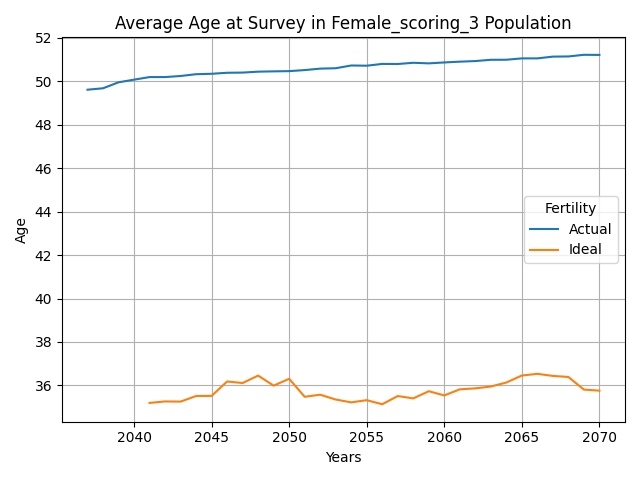 Average Age at Survey in Female_scoring_3 Population
52
50
48
46
44
42
40
38
36
Age
Fertility
Actual
Ideal
2040 2045 2050 2055 2060 2065 2070
Years